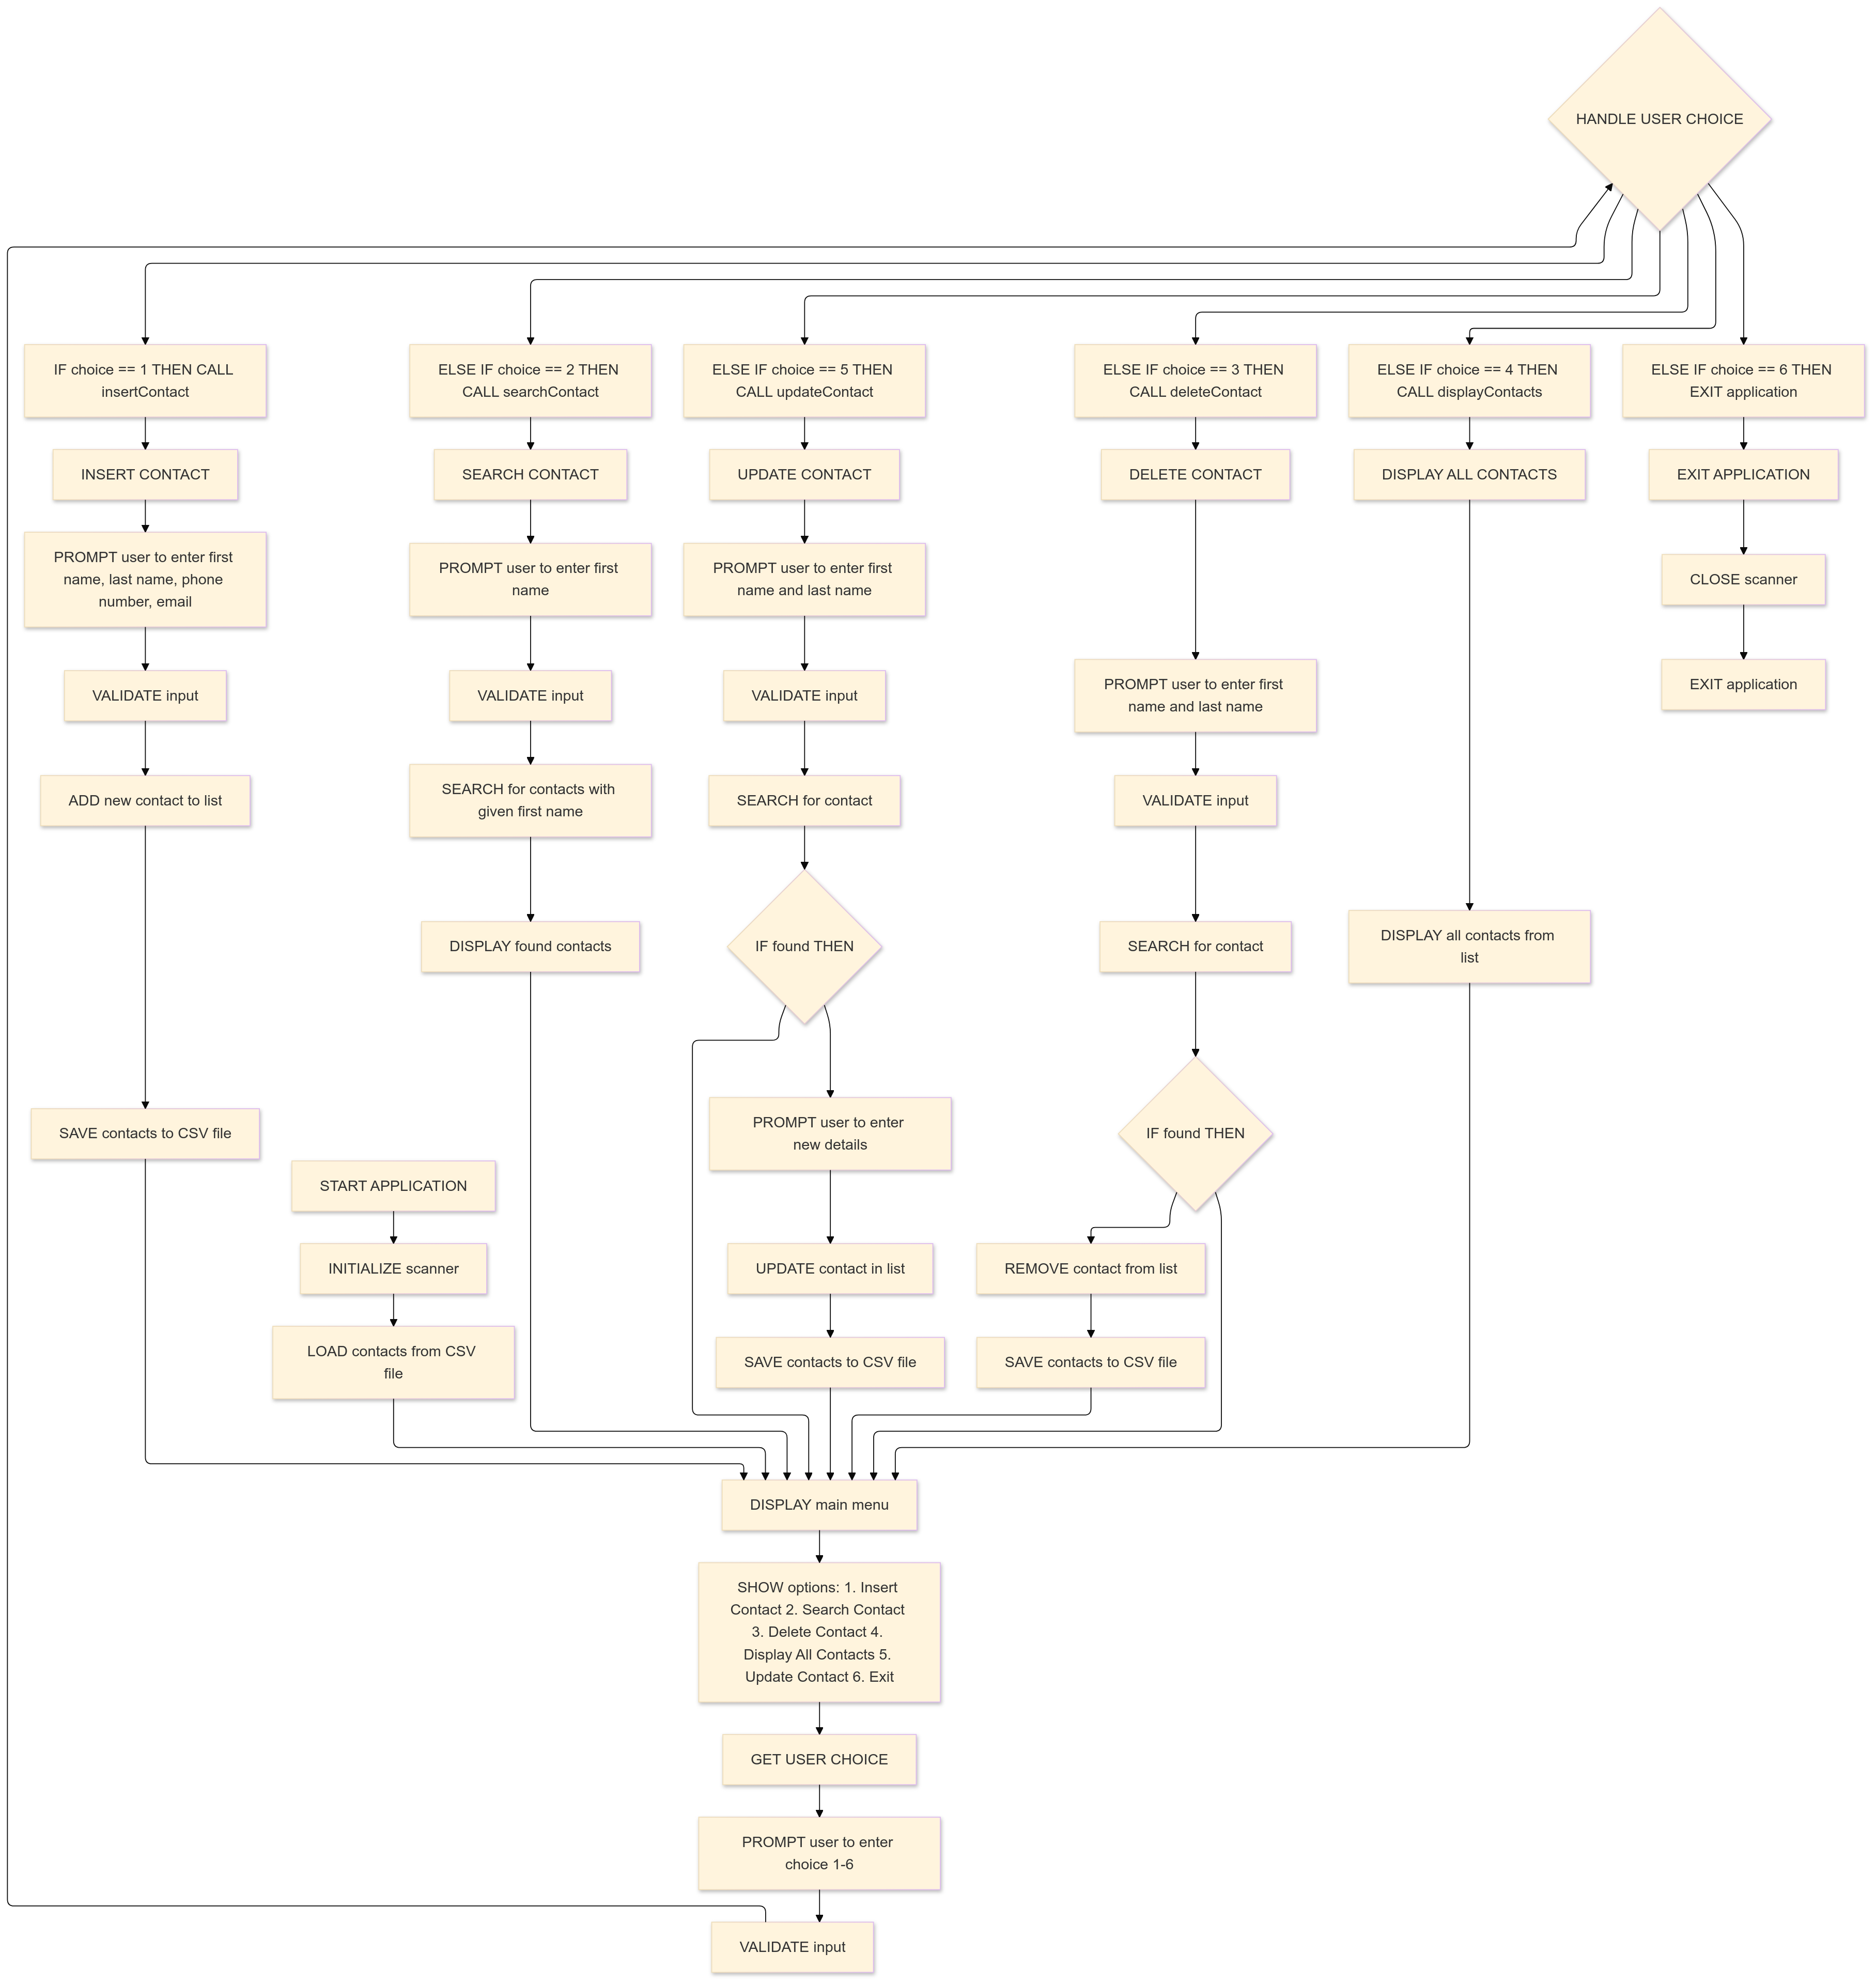 HANDLE USER CHOICE
IF choice == 1 THEN CALL
insertContact
ELSE IF choice == 2 THEN
CALL searchContact
ELSE IF choice == 5 THEN
CALL updateContact
ELSE IF choice == 3 THEN
CALL deleteContact
ELSE IF choice == 4 THEN
CALL displayContacts
ELSE IF choice == 6 THEN
EXIT application
INSERT CONTACT
SEARCH CONTACT
UPDATE CONTACT
DELETE CONTACT
DISPLAY ALL CONTACTS
EXIT APPLICATION
PROMPT user to enter first
name, last name, phone
number, email
PROMPT user to enter first
name
PROMPT user to enter first
name and last name
CLOSE scanner
VALIDATE input
VALIDATE input
VALIDATE input
PROMPT user to enter first
name and last name
EXIT application
ADD new contact to list
SEARCH for contacts with
given first name
SEARCH for contact
VALIDATE input
DISPLAY found contacts
IF found THEN
SEARCH for contact
DISPLAY all contacts from
list
SAVE contacts to CSV file
PROMPT user to enter
new details
IF found THEN
START APPLICATION
INITIALIZE scanner
UPDATE contact in list
REMOVE contact from list
LOAD contacts from CSV
file
SAVE contacts to CSV file
SAVE contacts to CSV file
DISPLAY main menu
SHOW options: 1. Insert
Contact 2. Search Contact
3. Delete Contact 4.
Display All Contacts 5.
Update Contact 6. Exit
GET USER CHOICE
PROMPT user to enter
choice 1-6
VALIDATE input